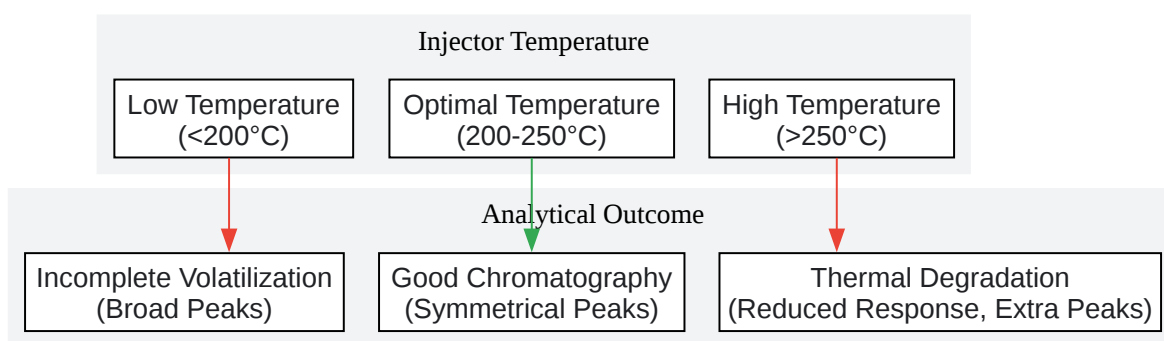 Injector Temperature
Low Temperature
(<200°C)
Optimal Temperature
(200-250°C)
High Temperature
(>250°C)
Analytical Outcome
Incomplete Volatilization
(Broad Peaks)
Good Chromatography
(Symmetrical Peaks)
Thermal Degradation
(Reduced Response, Extra Peaks)